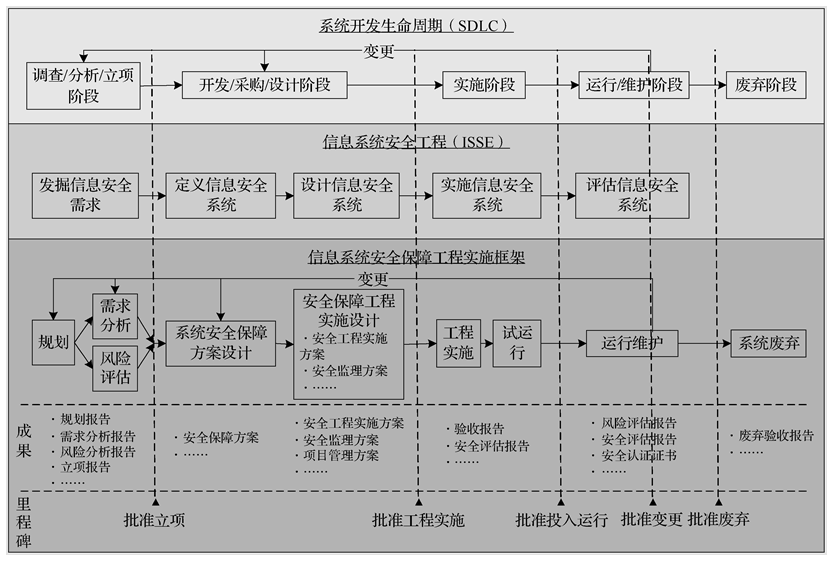 系统开发生命周期（SDLC）
变更
调查/分析/立项
阶段
开发/采购/设计阶段
实施阶段
运行/维护阶段
废弃阶段
信息系统安全工程（ISSE）
发掘信息安全
需求
定义信息安全
系统
设计信息安全
系统
实施信息安全
系统
评估信息安全
系统
信息系统安全保障工程实施框架
变更
规划
需求
分析
风险
评估
系统安全保障
方案设计
安全保障工程
实施设计
·安全工程实施
方案
·安全监理方案
·……
工程
实施
试运
行
运行维护
系统废弃
成
果
·规划报告
·需求分析报告
·风险分析报告
·立项报告
·……
·安全保障方案
·……
·安全工程实施方案
·安全监理方案
·项目管理方案
·……
·验收报告
·安全评估报告
·……
·风险评估报告
·安全评估报告
·安全认证证书
·……
·废弃验收报告
·……
里
程
碑
批准立项
批准工程实施
批准投入运行
批准变更
批准废弃